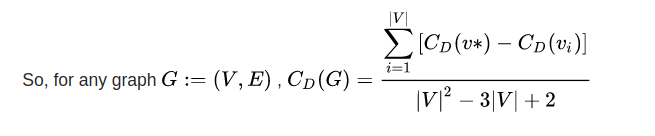 So, for any graph G := (V, E) , C_D(G) = \frac{\sum_{i=1}^{|V|} [C_D(v*) − C_D(v_i)]}{|V|^2 − 3|V| + 2}